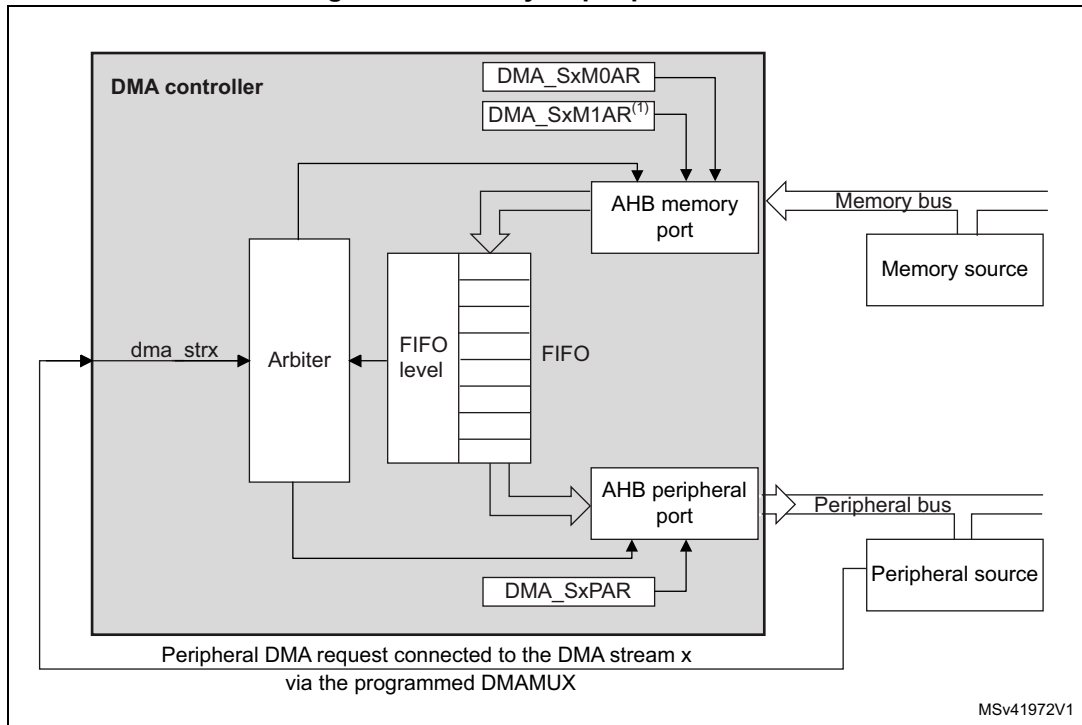 DMA controller
DMA_SxM0AR
DMA_SxM1AR(1)
AHB memory
port
Memory bus
Memory source
dma_strx
Arbiter
FIFO
level
FIFO
AHB peripheral
port
Peripheral bus
Peripheral source
DMA_SxPAR
Peripheral DMA request connected to the DMA stream x
via the programmed DMAMUX
MSv41972V1